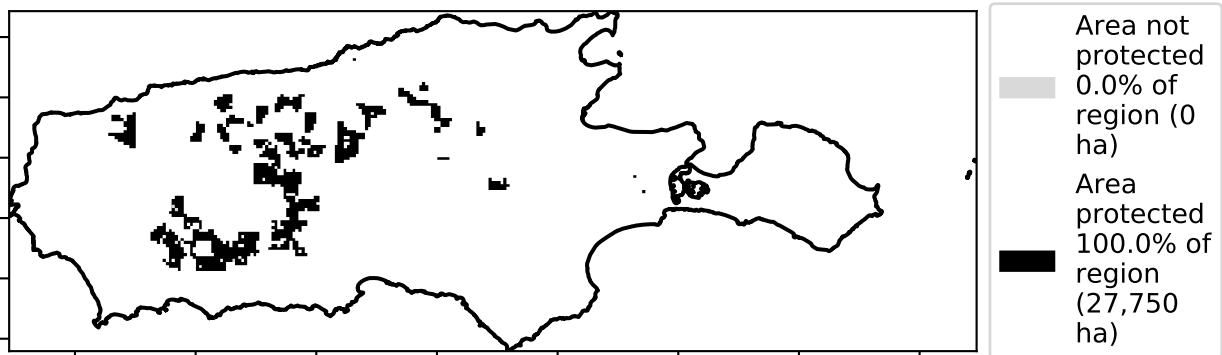 Area not
protected
0.0% of
region (0
ha)
Area
protected
100.0% of
region
(27,750
ha)